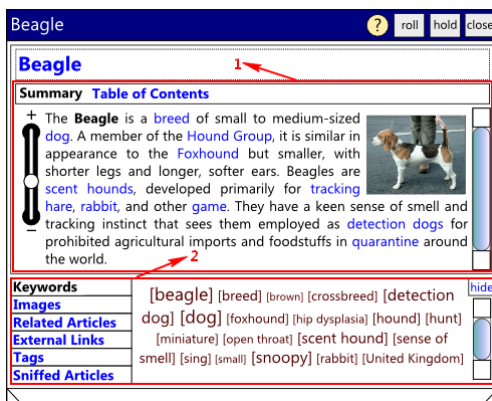 Beagle ? roll hold close
Beagle 1
Summary Table of Contents
+ The Beagle is a breed of small to medium-sized
dog. A member of the Hound Group, it is similar in
appearance to the Foxhound but smaller, with
shorter legs and longer, softer ears. Beagles are
scent hounds, developed primarily for tracking
hare, rabbit, and other game. They have a keen sense of smell and
tracking instinct that sees them employed as detection dogs for
− prohibited agricultural imports and foodstuffs in quarantine around
the world.
2
Keywords
Images
Related Articles
External Links
Tags
Sniffed Articles
hide
[beagle] [breed] [brown] [crossbreed] [detection
dog] [dog] [foxhound] [hip dysplasia] [hound] [hunt]
[miniature] [open throat] [scent hound] [sense of
smell] [sing] [small] [snoopy] [rabbit] [United Kingdom]